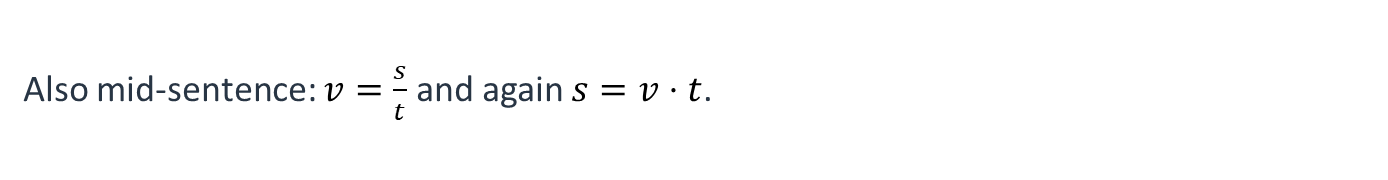 Also mid-sentence: 𝑣 = 𝑠/𝑡 and again 𝑠 = 𝑣 · 𝑡.